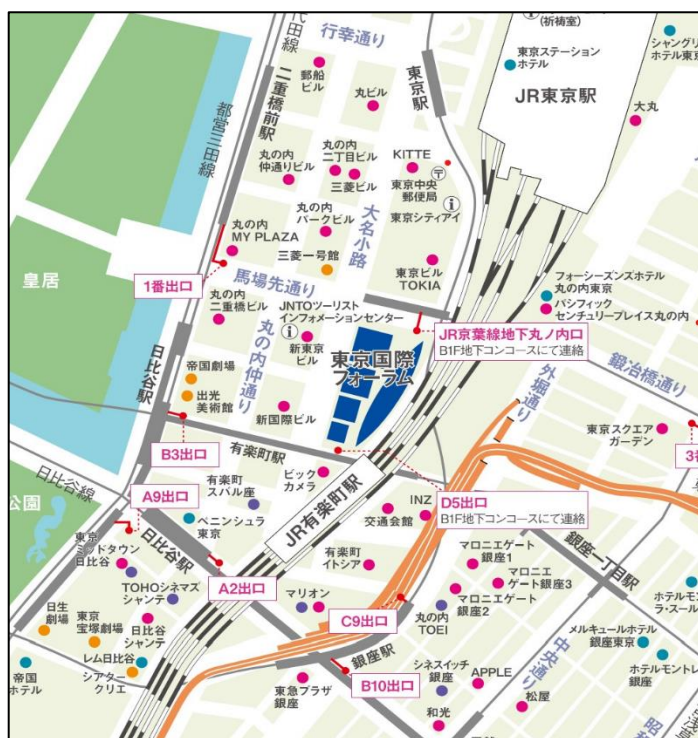 (祈祷室)
行幸通り
代田線
東京ステーション
ホテル
シャングリ
ホテル東京
郵船
ビル
二重橋前駅
丸ビル
東京駅
JR東京駅
大丸
都営三田線
丸の内
仲通りビル
丸の内
二丁目ビル
三菱ビル
KITTE
東京中央
郵便局
東京シティアイ
丸の内
パークビル
大名小路
丸の内
MY PLAZA
三菱一号館
東京ビル
TOKIA
皇居
1番出口
馬場先通り
フォーシーズンズホテル
丸の内東京
パシフィック
センチュリープレイス丸の内
丸の内
二重橋ビル
JNTOツーリスト
インフォメーションセンター
新東京
ビル
丸の内仲通り
東京国際
フォーラム
JR京葉線地下丸ノ内口
B1F地下コンコースにて連絡
外堀通り
鍛冶橋通り
日比谷駅
帝国劇場
出光
美術館
新国際ビル
東京スクエア
ガーデン
B3出口
有楽町駅
3番
日比谷線
公園
A9出口
有楽町
スバル座
ビック
カメラ
JR有楽町駅
INZ
交通会館
D5出口
B1F地下コンコースにて連絡
ペニンシュラ
東京
日比谷駅
銀座一丁目駅
東京
ミッドタウン
日比谷
TOHOシネマズ
シャンテ
A2出口
有楽町
イトシア
マロニエゲート
銀座1
マロニエ
ゲート銀座3
マロニエゲート
銀座2
日生
劇場
東京
宝塚劇場
日比谷
シャンテ
マリオン
C9出口
丸の内
TOEI
ホテルモン
ラ・スール
中央通り
メルキュールホテル
銀座東京
レム日比谷
シアター
クリエ
帝国
ホテル
銀座駅
シネスイッチ
銀座
APPLE
ホテルモントレ
銀座
東急プラザ
銀座
B10出口
松屋
和光
昭和